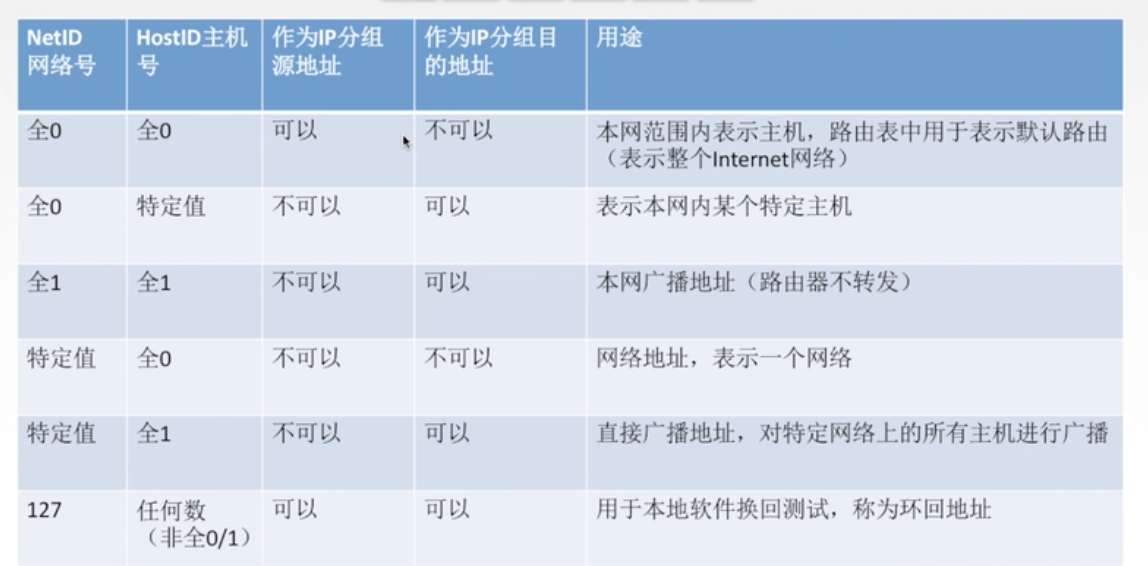 NetID
网络号
HostID主机
号
作为IP分组
源地址
作为IP分组目
的地址
用途
全0
全0
可以
不可以
本网范围内表示主机，路由表中用于表示默认路由
（表示整个Internet网络）
全0
特定值
不可以
可以
表示本网内某个特定主机
全1
全1
不可以
可以
本网广播地址（路由器不转发）
特定值
全0
不可以
不可以
网络地址，表示一个网络
特定值
全1
不可以
可以
直接广播地址，对特定网络上的所有主机进行广播
127
任何数
（非全0/1）
可以
可以
用于本地软件换回测试，称为环回地址